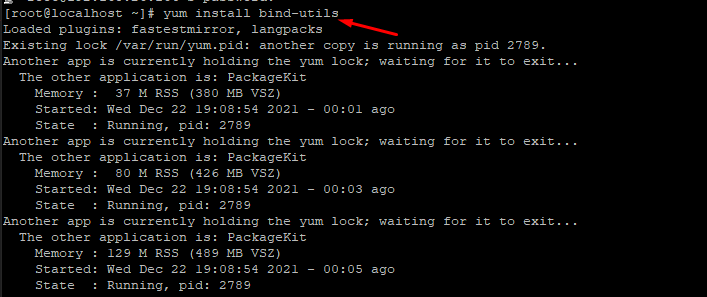 [root@localhost ~]# yum install bind-utils
Loaded plugins: fastestmirror, langpacks
Existing lock /var/run/yum.pid: another copy is running as pid 2789.
Another app is currently holding the yum lock; waiting for it to exit...
  The other application is: PackageKit
    Memory :  37 M RSS (380 MB VSZ)
    Started: Wed Dec 22 19:08:54 2021 - 00:01 ago
    State  : Running, pid: 2789
Another app is currently holding the yum lock; waiting for it to exit...
  The other application is: PackageKit
    Memory :  80 M RSS (426 MB VSZ)
    Started: Wed Dec 22 19:08:54 2021 - 00:03 ago
    State  : Running, pid: 2789
Another app is currently holding the yum lock; waiting for it to exit...
  The other application is: PackageKit
    Memory : 129 M RSS (489 MB VSZ)
    Started: Wed Dec 22 19:08:54 2021 - 00:05 ago
    State  : Running, pid: 2789